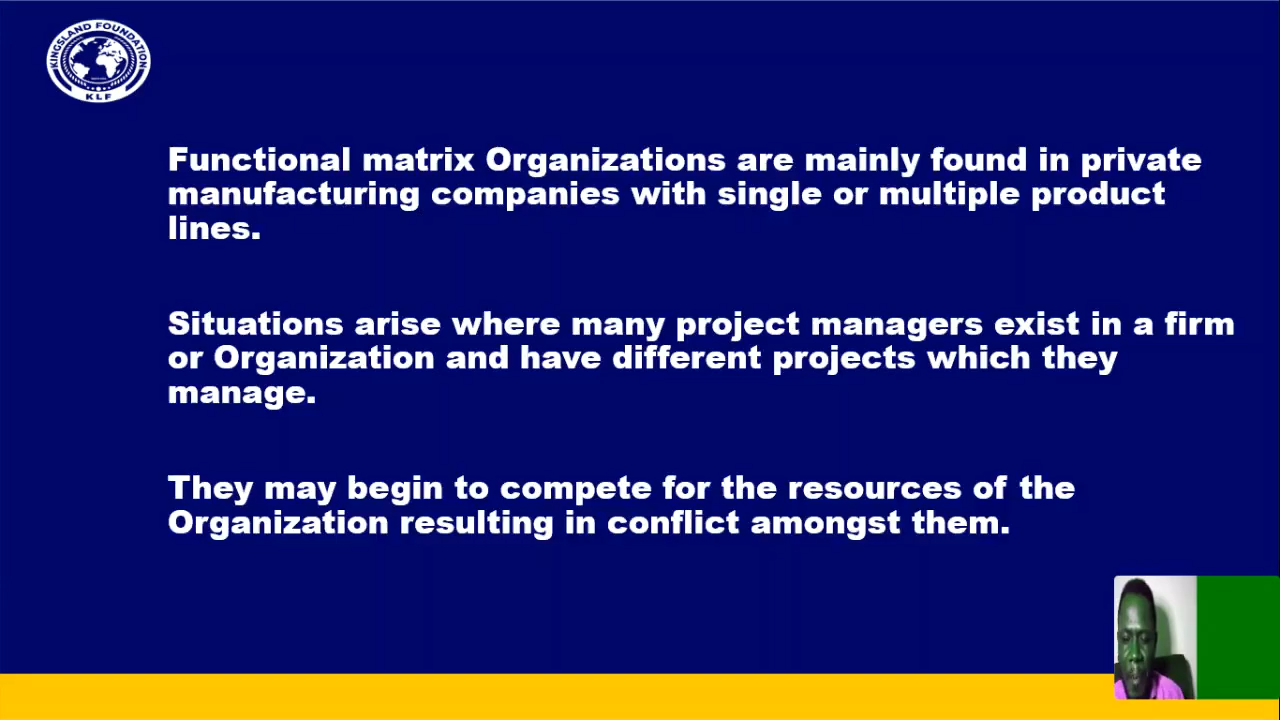 KINGSLAND FOUNDATION
KLF
Functional matrix Organizations are mainly found in private
manufacturing companies with single or multiple product
lines.
Situations arise where many project managers exist in a firm
or Organization and have different projects which they
manage.
They may begin to compete for the resources of the
Organization resulting in conflict amongst them.